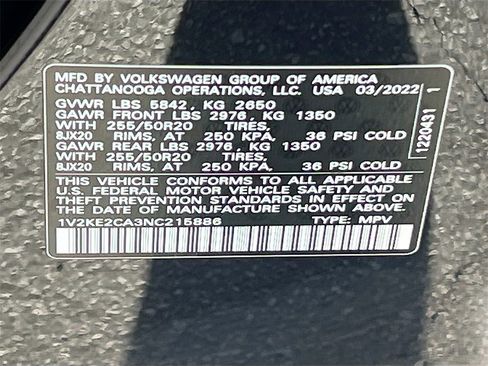 MFD BY VOLKSWAGEN GROUP OF AMERICA
CHATTANOOGA OPERATIONS, LLC. USA 03/2022
GVWR LBS 5842, KG 2650
GAWR FRONT LBS 2976, KG 1350
WITH 255/50R20 TIRES,
8JX20 RIMS, AT 250 KPA, 36 PSI COLD
GAWR REAR LBS 2976, KG 1350
WITH 255/50R20 TIRES,
8JX20 RIMS, AT 250 KPA, 36 PSI COLD
THIS VEHICLE CONFORMS TO ALL APPLICABLE
U.S. FEDERAL MOTOR VEHICLE SAFETY AND
THEFT PREVENTION STANDARDS IN EFFECT ON
THE DATE OF MANUFACTURE SHOWN ABOVE.
1V2KE2CA3NC215886 TYPE: MPV
1220431 1